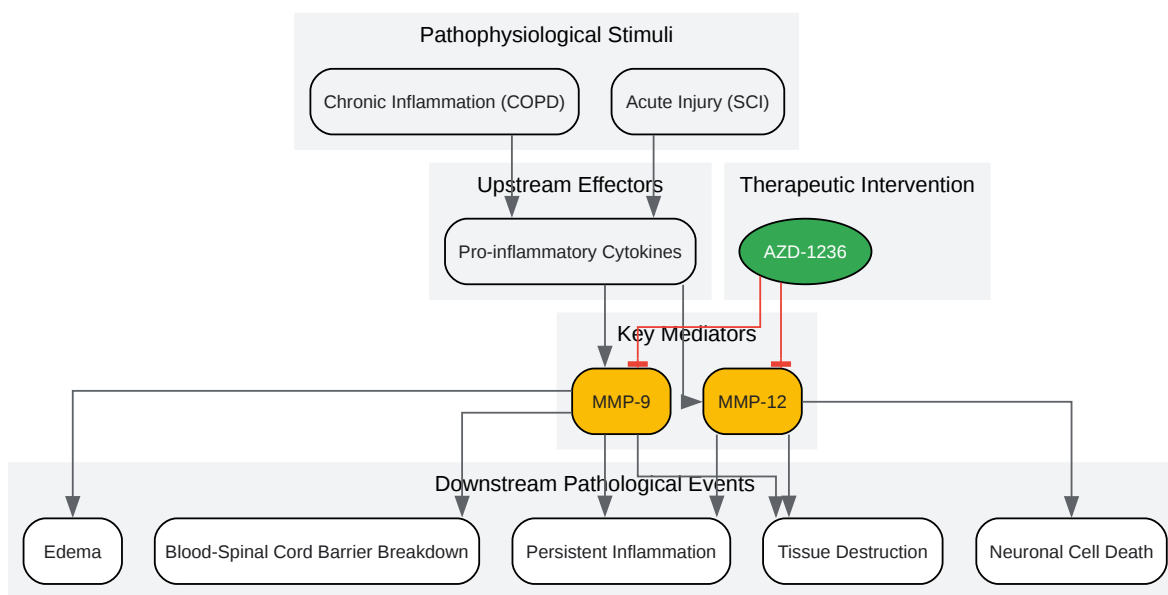 Pathophysiological Stimuli
Chronic Inflammation (COPD)
Acute Injury (SCI)
Upstream Effectors
Therapeutic Intervention
Pro-inflammatory Cytokines
AZD-1236
Key Mediators
MMP-9
MMP-12
Downstream Pathological Events
Edema
Blood-Spinal Cord Barrier Breakdown
Persistent Inflammation
Tissue Destruction
Neuronal Cell Death